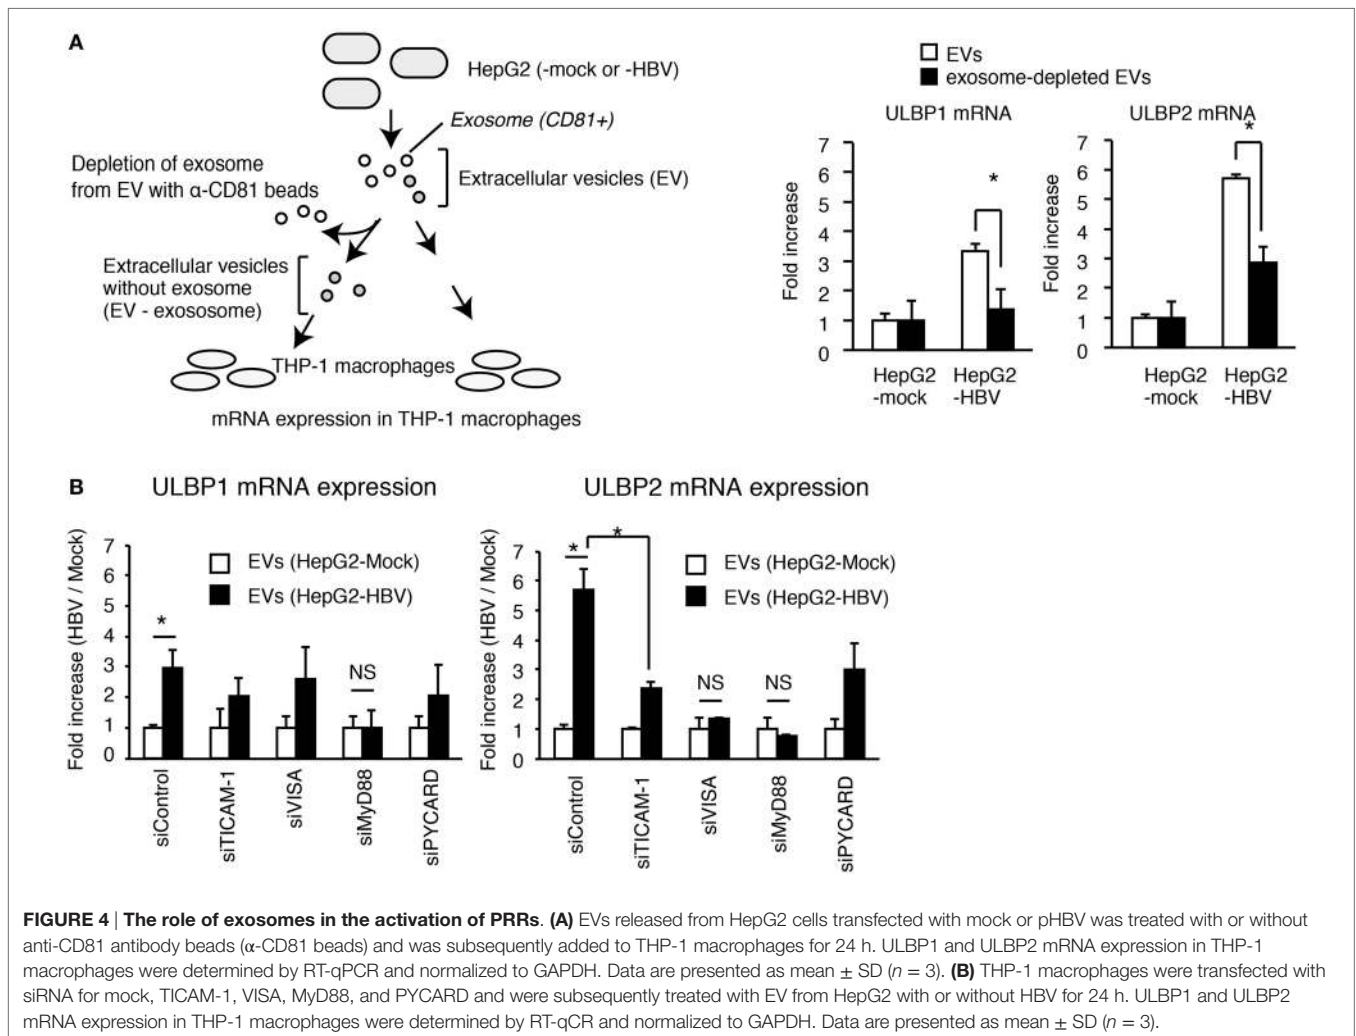 A
HepG2 (-mock or -HBV)
Exosome (CD81+)
Depletion of exosome
from EV with α-CD81 beads
Extracellular vesicles (EV)
Extracellular vesicles
without exosome
(EV - exososome)
THP-1 macrophages
mRNA expression in THP-1 macrophages
EVs
exosome-depleted EVs
ULBP1 mRNA
Fold increase
7
6
5
4
3
2
1
0
*
HepG2
-mock
HepG2
-HBV
ULBP2 mRNA
Fold increase
7
6
5
4
3
2
1
0
*
HepG2
-mock
HepG2
-HBV
B
ULBP1 mRNA expression
Fold increase (HBV / Mock)
7
6
5
4
3
2
1
0
EVs (HepG2-Mock)
EVs (HepG2-HBV)
*
NS
siControl
siTICAM-1
siVISA
siMyD88
siPYCARD
ULBP2 mRNA expression
Fold increase (HBV / Mock)
7
6
5
4
3
2
1
0
EVs (HepG2-Mock)
EVs (HepG2-HBV)
*
*
NS
NS
siControl
siTICAM-1
siVISA
siMyD88
siPYCARD
FIGURE 4 | The role of exosomes in the activation of PRRs. (A) EVs released from HepG2 cells transfected with mock or pHBV was treated with or without
anti-CD81 antibody beads (α-CD81 beads) and was subsequently added to THP-1 macrophages for 24 h. ULBP1 and ULBP2 mRNA expression in THP-1
macrophages were determined by RT-qPCR and normalized to GAPDH. Data are presented as mean ± SD (n = 3). (B) THP-1 macrophages were transfected with
siRNA for mock, TICAM-1, VISA, MyD88, and PYCARD and were subsequently treated with EV from HepG2 with or without HBV for 24 h. ULBP1 and ULBP2
mRNA expression in THP-1 macrophages were determined by RT-qCR and normalized to GAPDH. Data are presented as mean ± SD (n = 3).